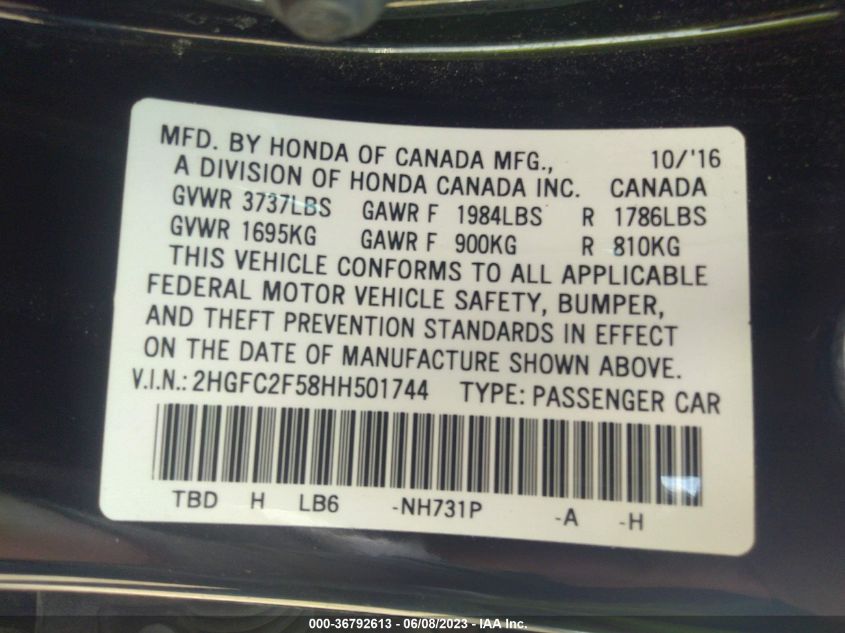 MFD. BY HONDA OF CANADA MFG., 10/'16
A DIVISION OF HONDA CANADA INC. CANADA
GVWR 3737LBS GAWR F 1984LBS R 1786LBS
GVWR 1695KG GAWR F 900KG R 810KG
THIS VEHICLE CONFORMS TO ALL APPLICABLE
FEDERAL MOTOR VEHICLE SAFETY, BUMPER,
AND THEFT PREVENTION STANDARDS IN EFFECT
ON THE DATE OF MANUFACTURE SHOWN ABOVE.
V.I.N.: 2HGFC2F58HH501744 TYPE: PASSENGER CAR
TBD H LB6 -NH731P -A -H
000-36792613 - 06/08/2023 - IAA Inc.